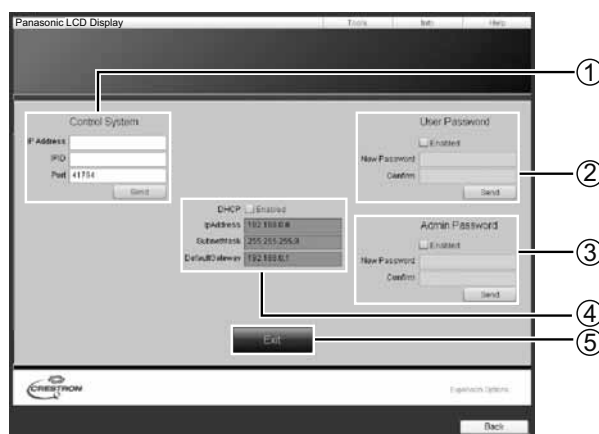 Panasonic LCD Display
Tools Info Help
①
Control System
IP Address
IPID
Port 41794
Send
User Password
Enabled
New Password
Confirm
Send
②
DHCP Enabled
IpAddress 192.168.0.8
SubnetMask 255.255.255.0
DefaultGateway 192.168.0.1
Admin Password
Enabled
New Password
Confirm
Send
③
④
Exit
⑤
CRESTRON
Expansion Options
Back